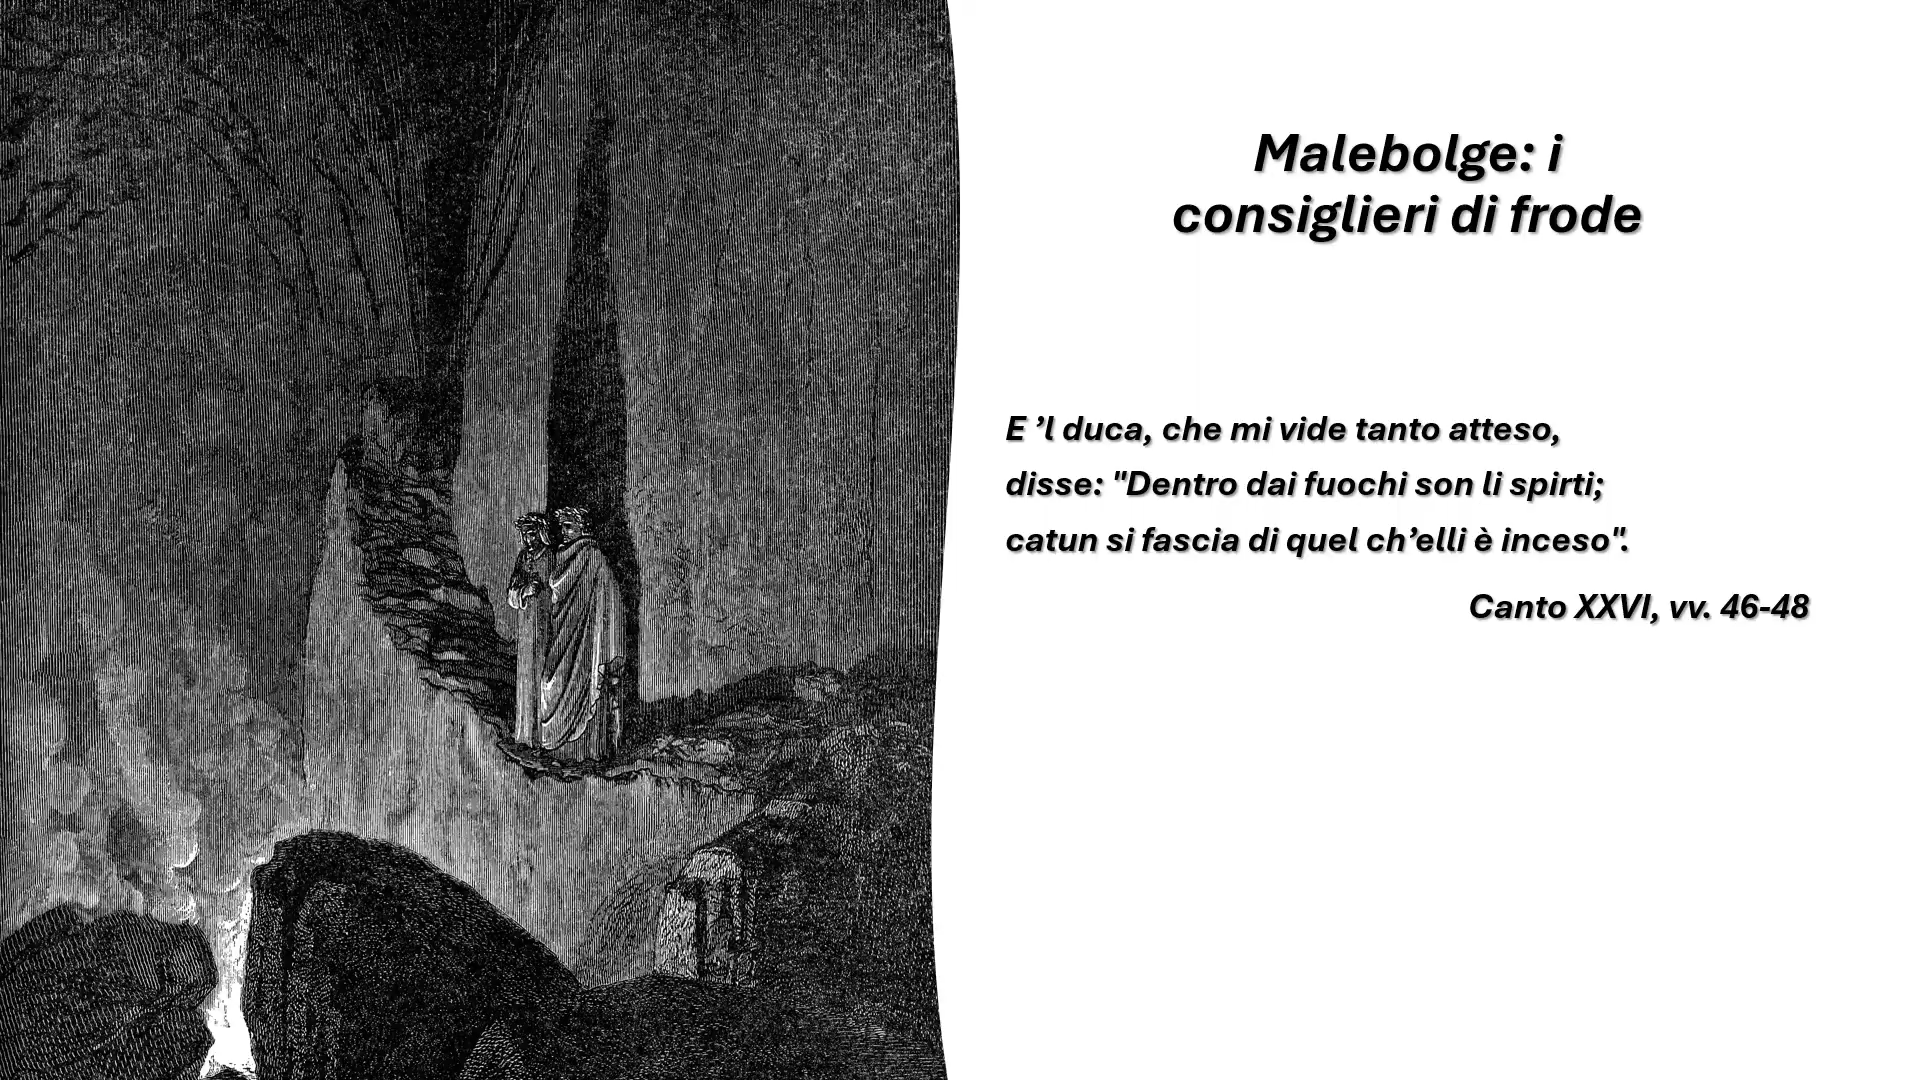 Malebolge: i
consiglieri di frode
E ’l duca, che mi vide tanto atteso,
disse: "Dentro dai fuochi son li spirti;
catun si fascia di quel ch’elli è inceso".
Canto XXVI, vv. 46-48